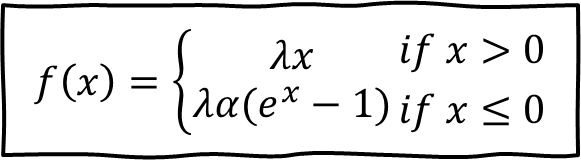 f(x) = { λx if x > 0
λα(e^x − 1) if x ≤ 0